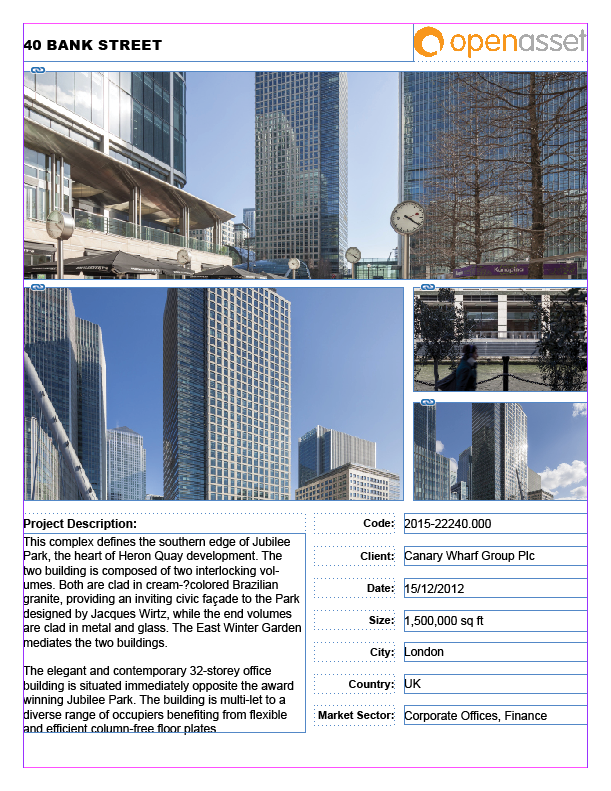 40 BANK STREET
openasset
Kanupha
Project Description:
This complex defines the southern edge of Jubilee
Park, the heart of Heron Quay development. The
two building is composed of two interlocking vol-
umes. Both are clad in cream-?colored Brazilian
granite, providing an inviting civic façade to the Park
designed by Jacques Wirtz, while the end volumes
are clad in metal and glass. The East Winter Garden
mediates the two buildings.
The elegant and contemporary 32-storey office
building is situated immediately opposite the award
winning Jubilee Park. The building is multi-let to a
diverse range of occupiers benefiting from flexible
and efficient column-free floor plates
Code: 2015-22240.000
Client: Canary Wharf Group Plc
Date: 15/12/2012
Size: 1,500,000 sq ft
City: London
Country: UK
Market Sector: Corporate Offices, Finance